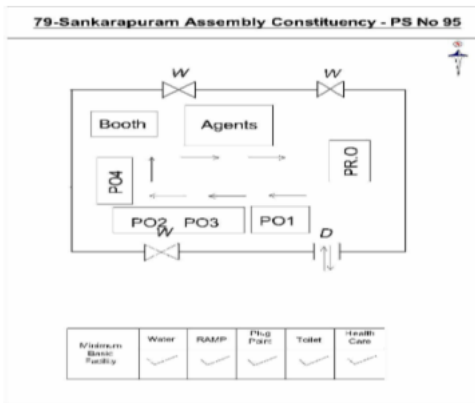 79-Sankarapuram Assembly Constituency - PS No 95
W W
Booth Agents
PO4 PR.O
PO2 PO3 PO1
W D
Minimum Basic Facility Water RAMP Plug Point Toilet Health Care